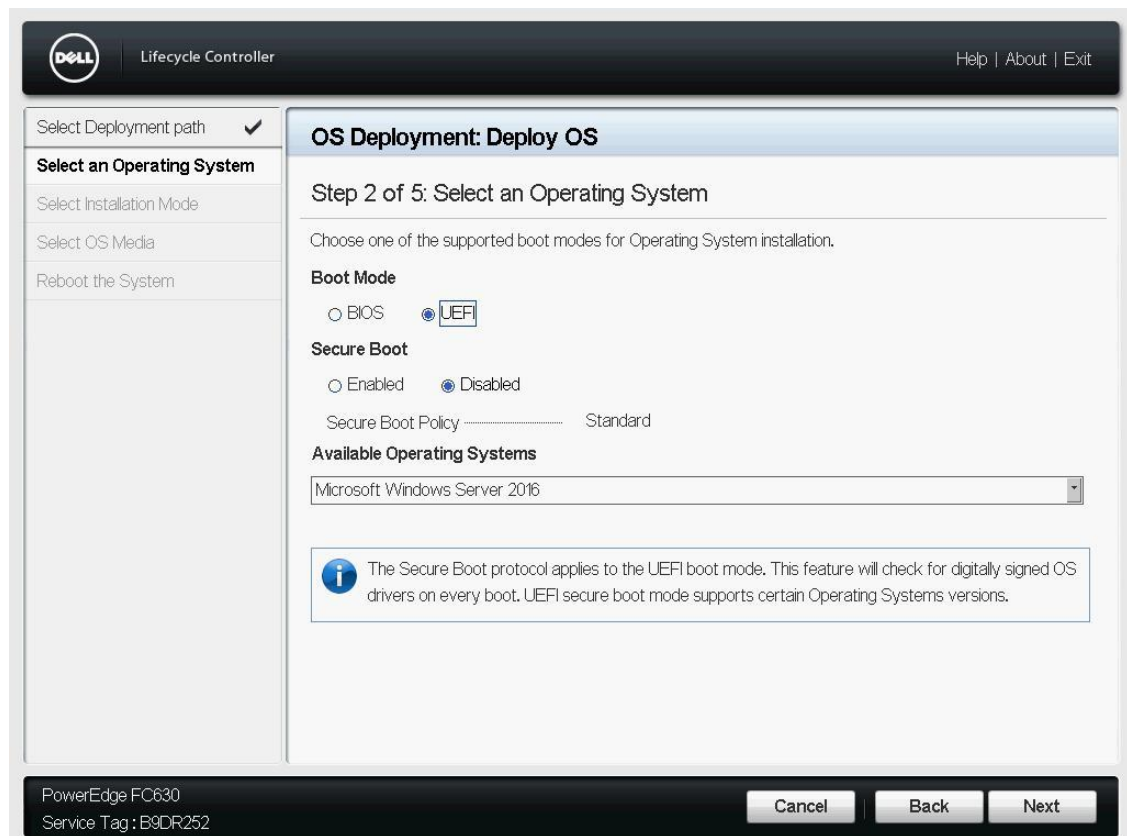 DELL
Lifecycle Controller
Help | About | Exit
Select Deployment path
Select an Operating System
Select Installation Mode
Select OS Media
Reboot the System
OS Deployment: Deploy OS
Step 2 of 5: Select an Operating System
Choose one of the supported boot modes for Operating System installation.
Boot Mode
BIOS UEFI
Secure Boot
Enabled Disabled
Secure Boot Policy Standard
Available Operating Systems
Microsoft Windows Server 2016
The Secure Boot protocol applies to the UEFI boot mode. This feature will check for digitally signed OS
drivers on every boot. UEFI secure boot mode supports certain Operating Systems versions.
PowerEdge FC630
Service Tag : B9DR252
Cancel Back Next